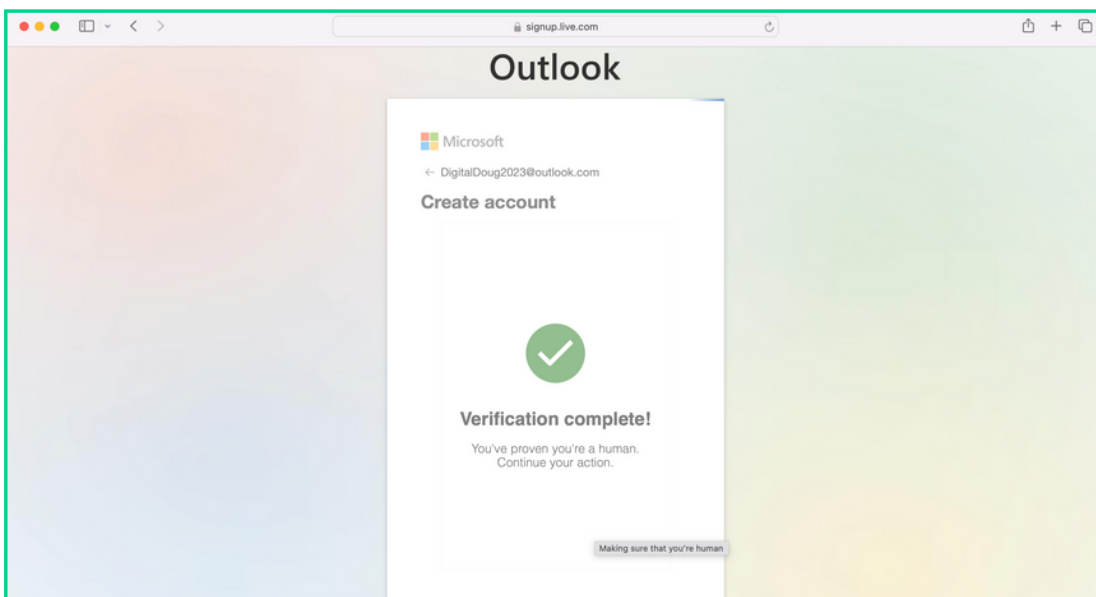 signup.live.com
Outlook
Microsoft
← DigitalDoug2023@outlook.com
Create account
Verification complete!
You've proven you're a human.
Continue your action.
Making sure that you're human